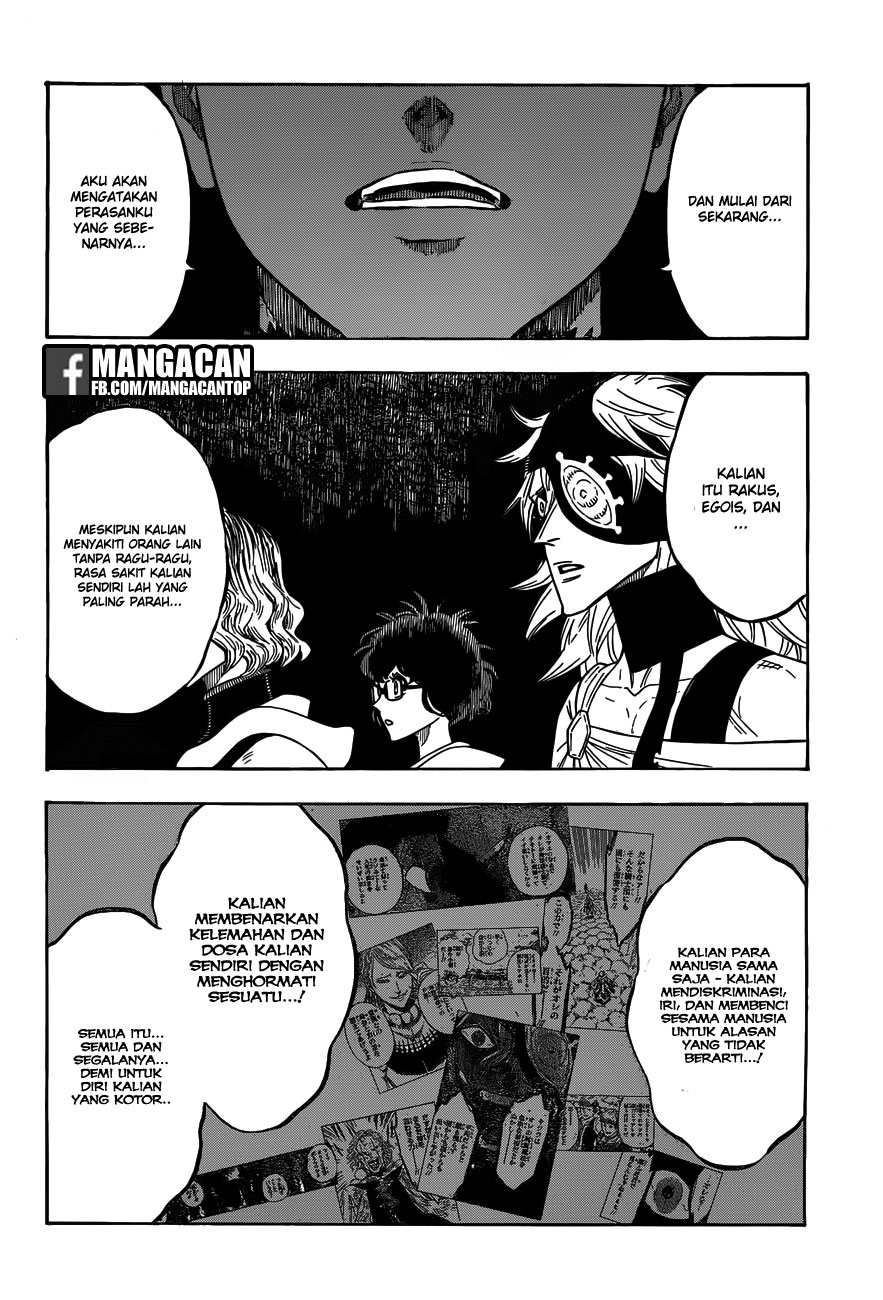 DAN MULAI DARI
SEKARANG...
AKU AKAN
MENGATAKAN
PERASANKU
YANG SEBE-
NARNYA...
MANGACAN
FB.COM/MANGACANTOP
KALIAN
ITU RAKUS,
EGOIS, DAN
...
MESKIPUN KALIAN
MENYAKITI ORANG LAIN
TANPA RAGU-RAGU,
RASA SAKIT KALIAN
SENDIRI LAH YANG
PALING PARAH...
KALIAN PARA
MANUSIA SAMA
SAJA - KALIAN
MENDISKRIMINASI,
IRI, DAN MEMBENCI
SESAMA MANUSIA
UNTUK ALASAN
YANG TIDAK
BERARTI...!
KALIAN
MEMBENARKAN
KELEMAHAN DAN
DOSA KALIAN
SENDIRI DENGAN
MENGHORMATI
SESUATU...!
SEMUA ITU...
SEMUA DAN
SEGALANYA...
DEMI UNTUK
DIRI KALIAN
YANG KOTOR..